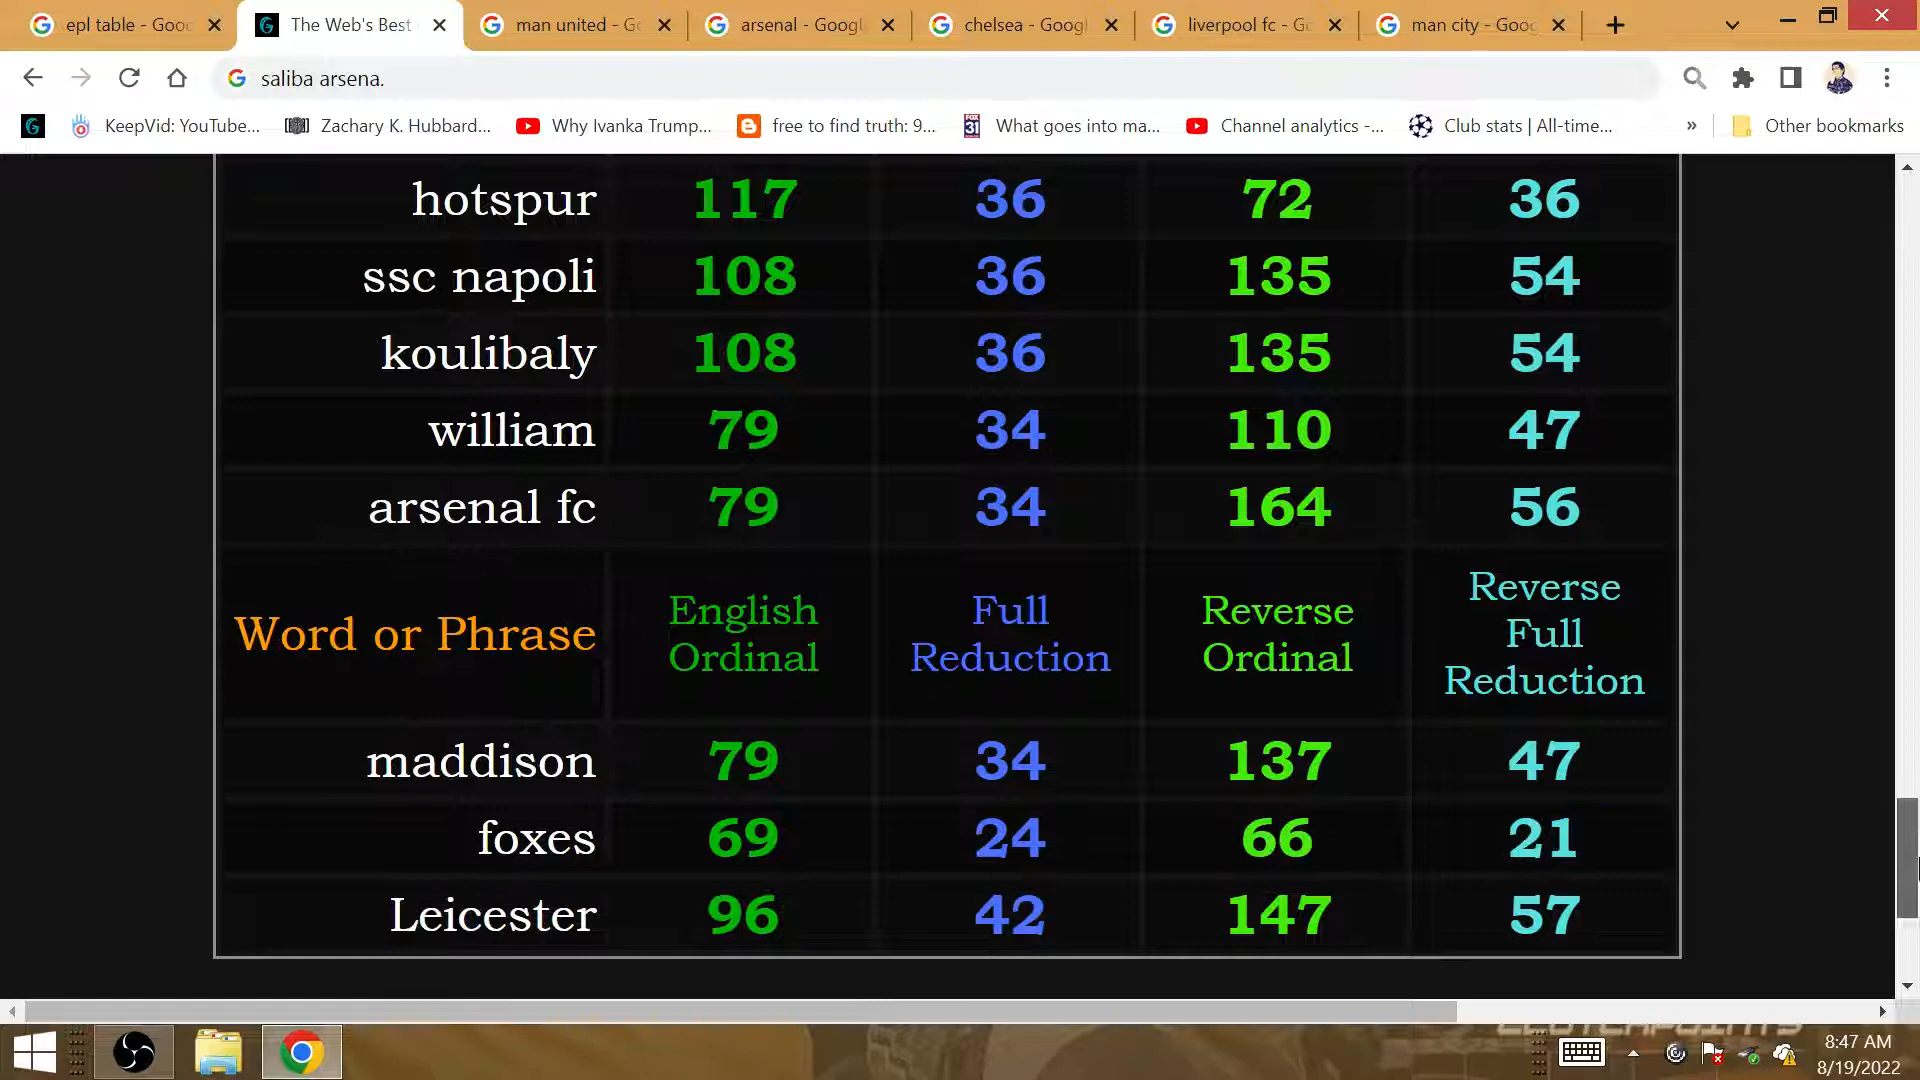 epl table - Goo
The Web's Best
man united - G
arsenal - Googl
chelsea - Googl
liverpool fc - Go
man city - Goo
saliba arsena.
KeepVid: YouTube...
Zachary K. Hubbard...
Why Ivanka Trump...
free to find truth: 9...
FOX 31
What goes into ma...
Channel analytics -...
Club stats | All-time...
»
Other bookmarks
hotspur 117 36 72 36
ssc napoli 108 36 135 54
koulibaly 108 36 135 54
william 79 34 110 47
arsenal fc 79 34 164 56
Word or Phrase English Ordinal Full Reduction Reverse Ordinal Reverse Full Reduction
maddison 79 34 137 47
foxes 69 24 66 21
Leicester 96 42 147 57
8:47 AM
8/19/2022